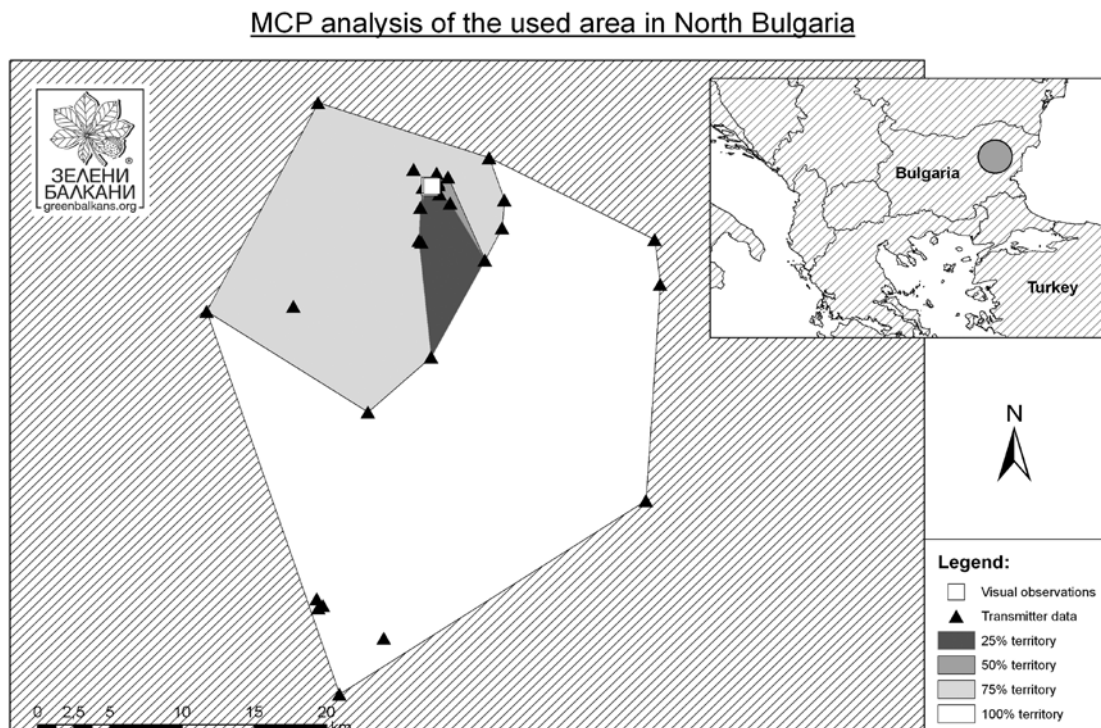 MCP analysis of the used area in North Bulgaria
ЗЕЛЕНИ
БАЛКАНИ
®
greenbalkans.org
Bulgaria
Turkey
N
Legend:
Visual observations
Transmitter data
25% territory
50% territory
75% territory
100% territory
0 2,5 5 10 15 20
km